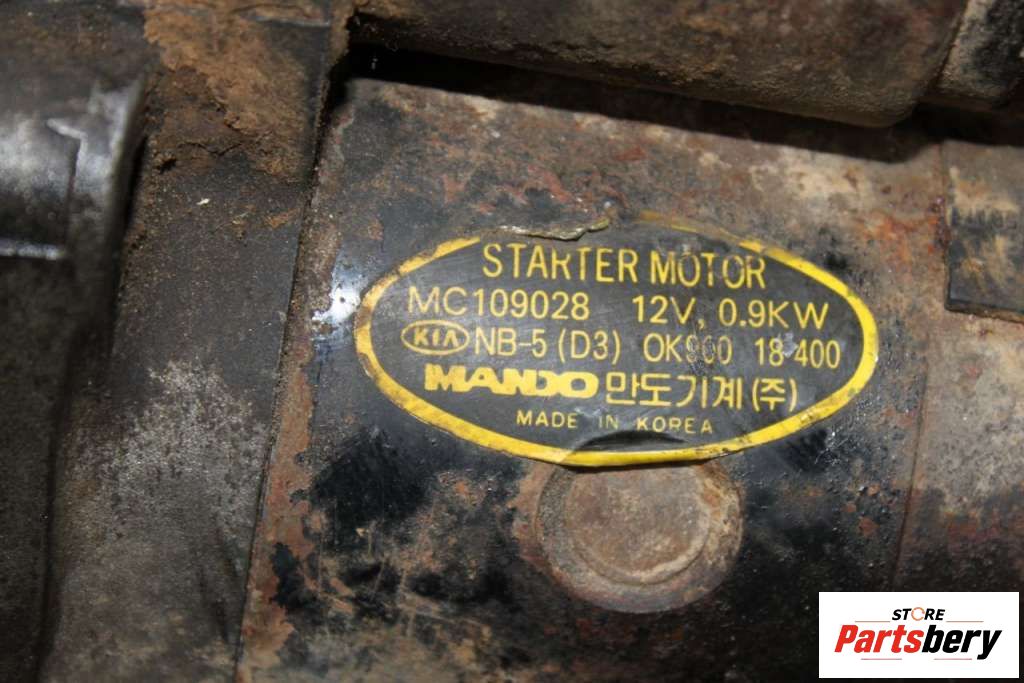 STARTER MOTOR
MC109028 12V, 0.9KW
KIA NB-5 (D3) 18 400
MANDO 만도기계(주)
MADE IN KOREA
STORE
Partsbery